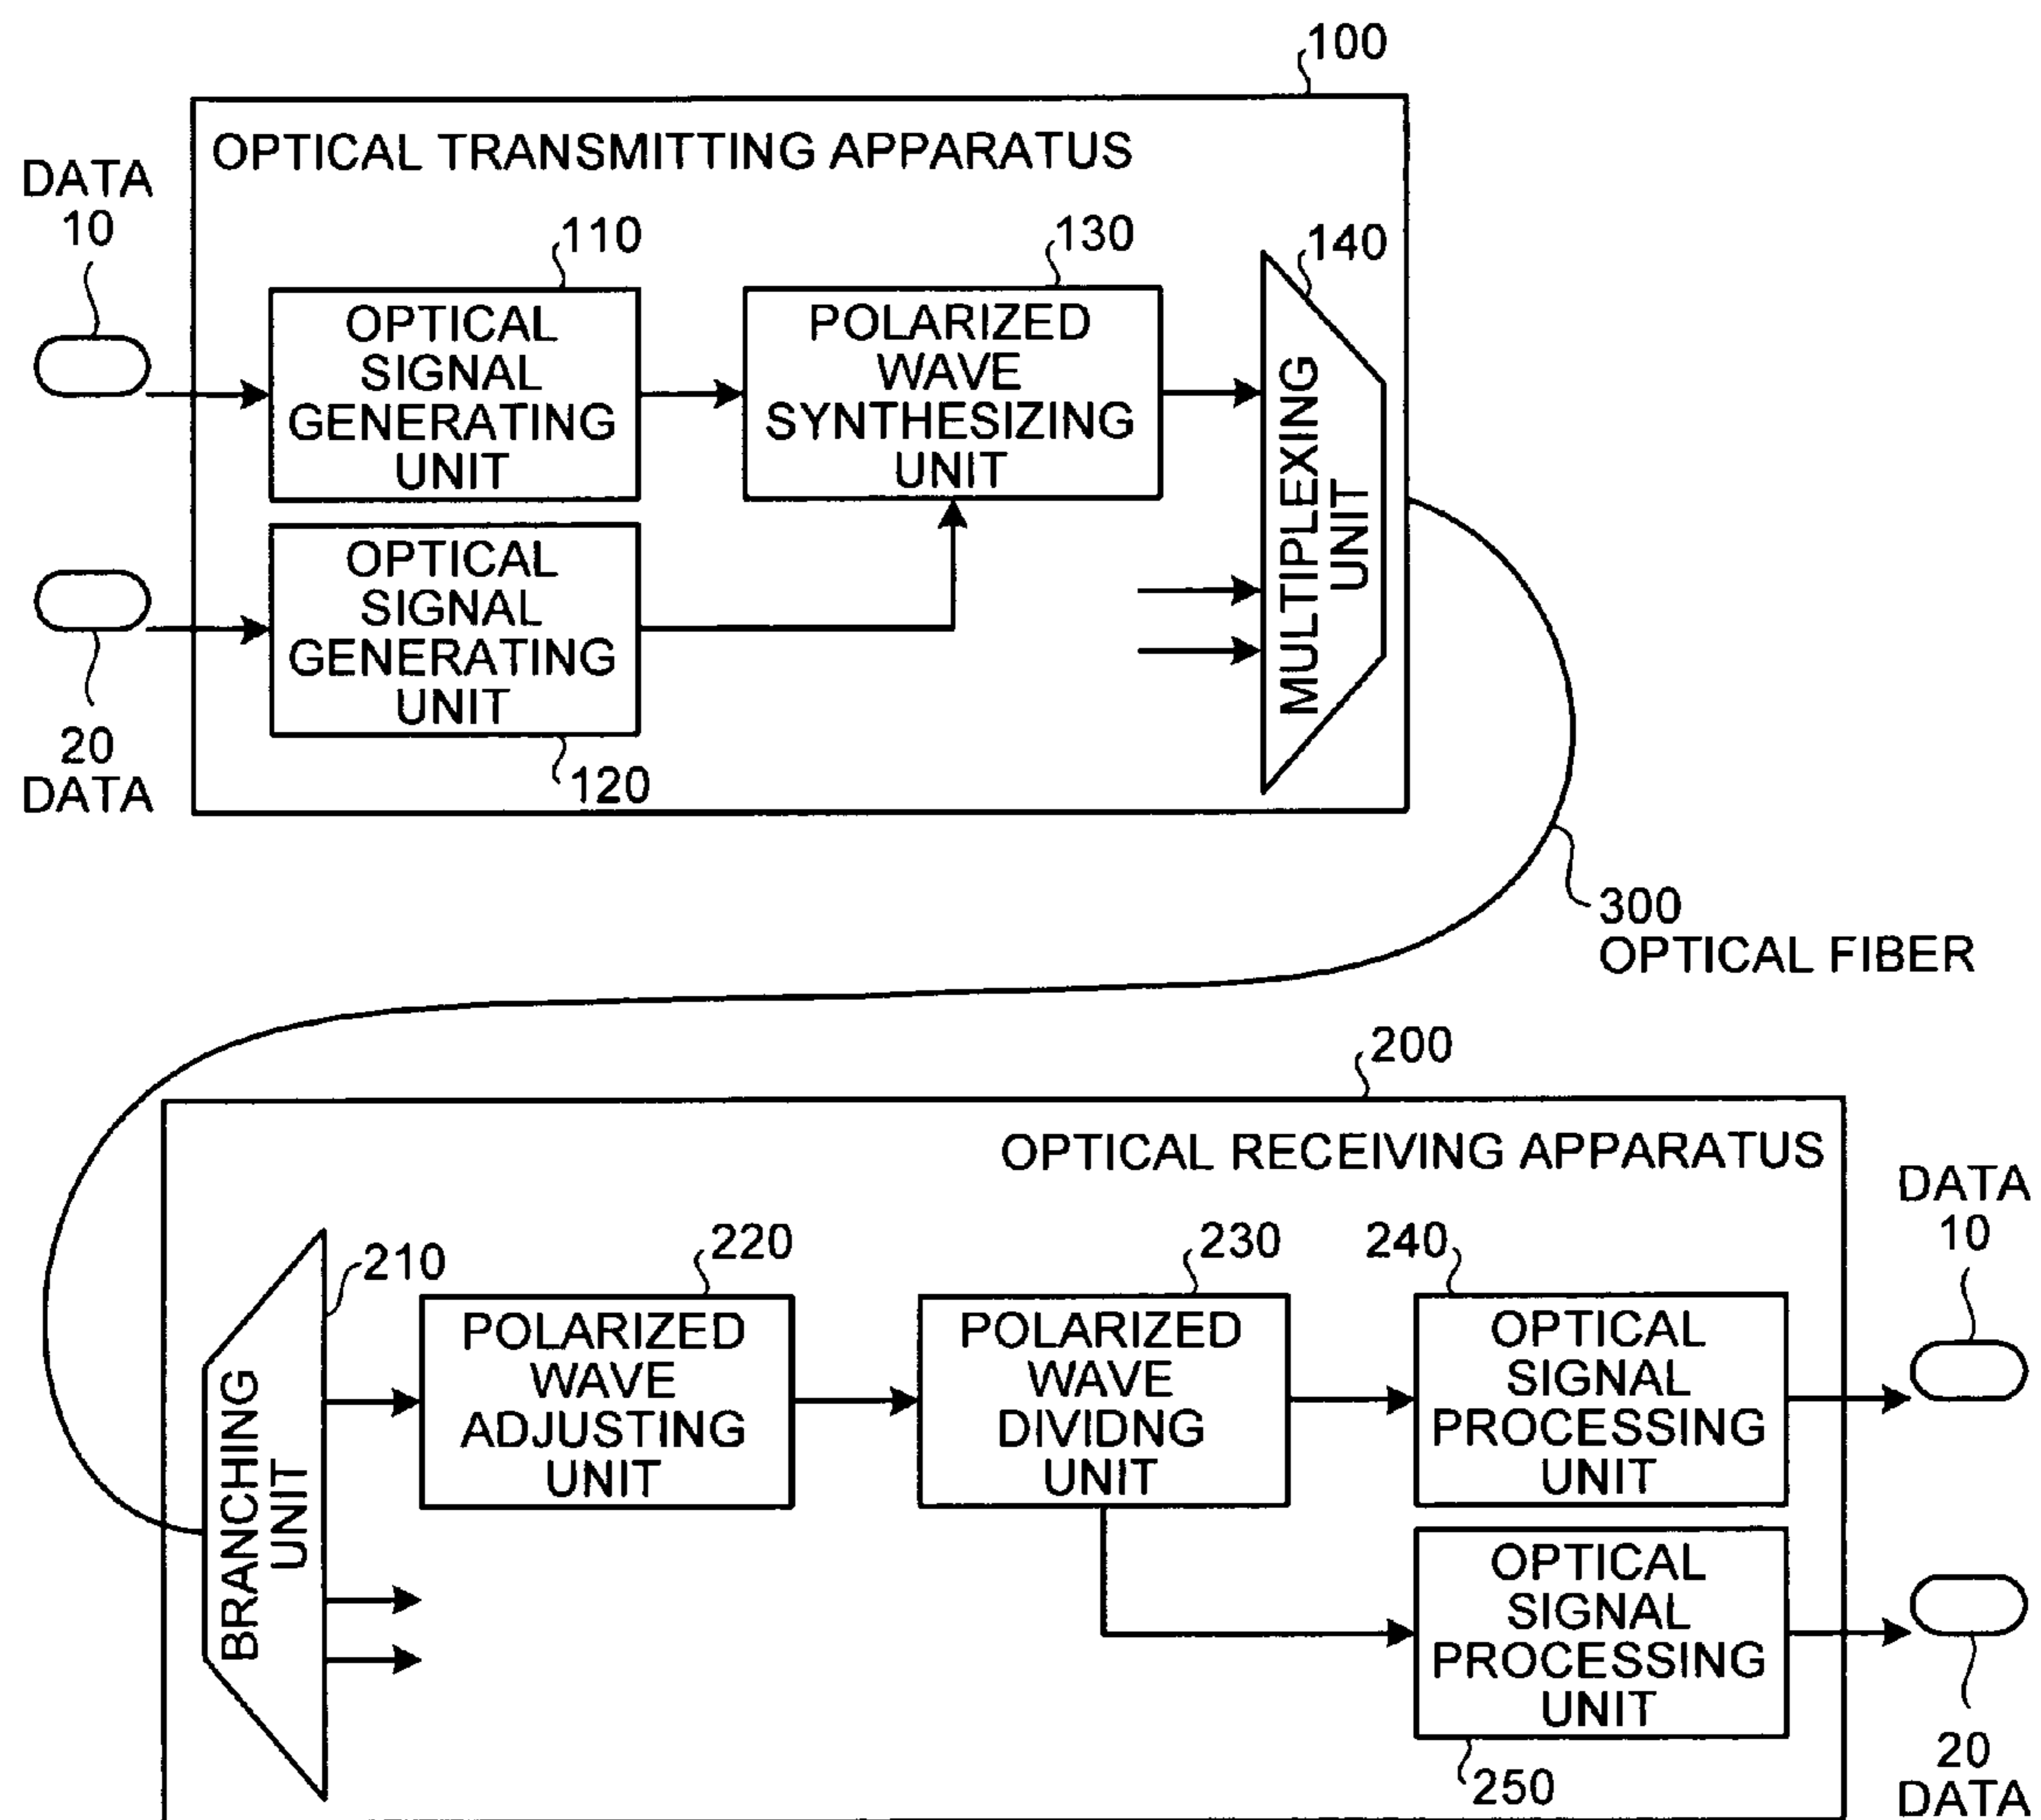 100
OPTICAL TRANSMITTING APPARATUS
DATA
10
110
130
140
OPTICAL
SIGNAL
GENERATING
UNIT
POLARIZED
WAVE
SYNTHESIZING
UNIT
MULTIPLEXING
UNIT
OPTICAL
SIGNAL
GENERATING
UNIT
20
DATA
120
300
OPTICAL FIBER
200
OPTICAL RECEIVING APPARATUS
DATA
10
210
220
230
240
BRANCHING
UNIT
POLARIZED
WAVE
ADJUSTING
UNIT
POLARIZED
WAVE
DIVIDNG
UNIT
OPTICAL
SIGNAL
PROCESSING
UNIT
OPTICAL
SIGNAL
PROCESSING
UNIT
250
20
DATA